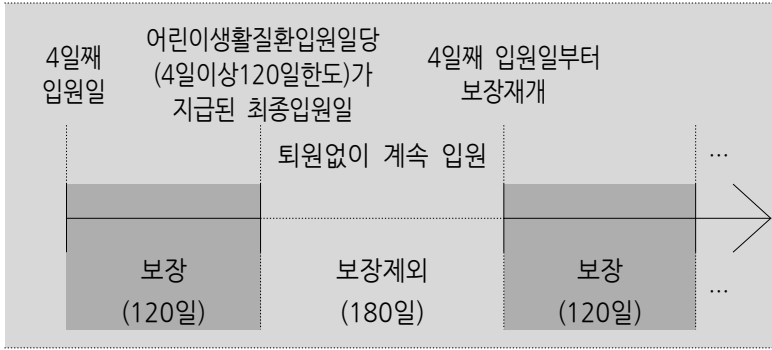 4일째
입원일
어린이생활질환입원일당
(4일이상120일한도)가
지급된 최종입원일
4일째 입원일부터
보장재개
퇴원없이 계속 입원
…
보장
(120일)
보장제외
(180일)
보장
(120일)
…